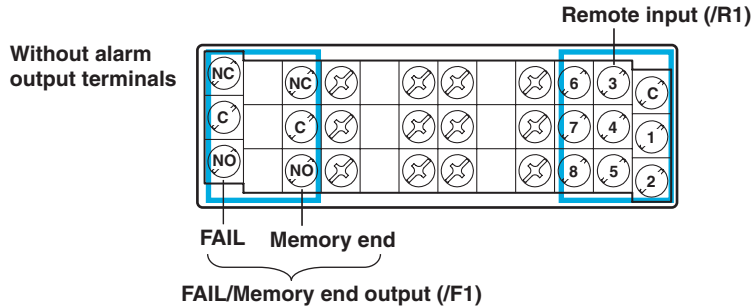 Remote input (/R1)
Without alarm
output terminals
NC NC 6 3 C
C C 7 4 1
NO NO 8 5 2
FAIL Memory end
FAIL/Memory end output (/F1)